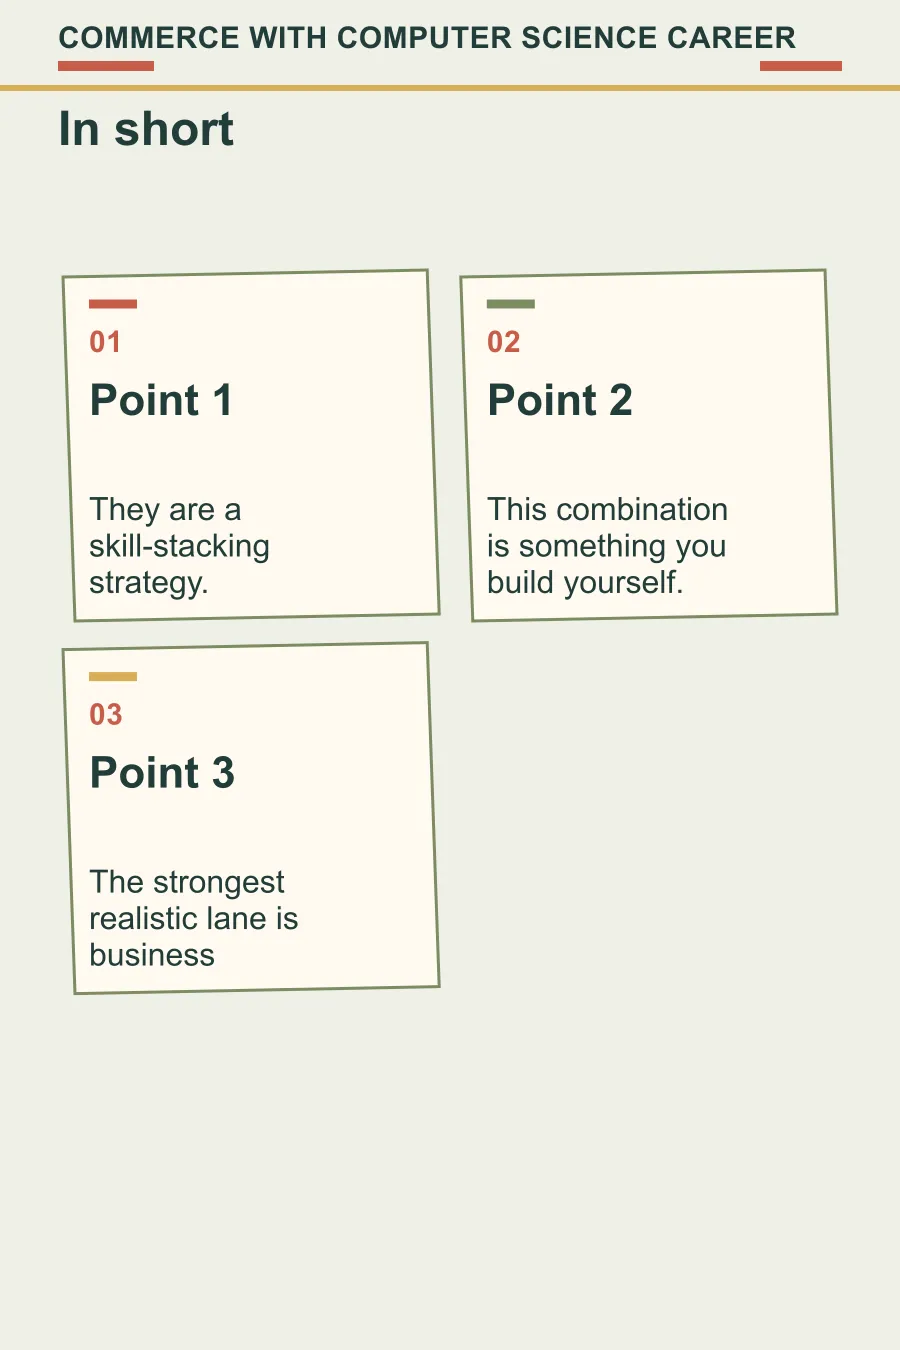 COMMERCE WITH COMPUTER SCIENCE CAREER
In short
01
Point 1
They are a
skill-stacking
strategy.
02
Point 2
This combination
is something you
build yourself.
03
Point 3
The strongest
realistic lane is
business